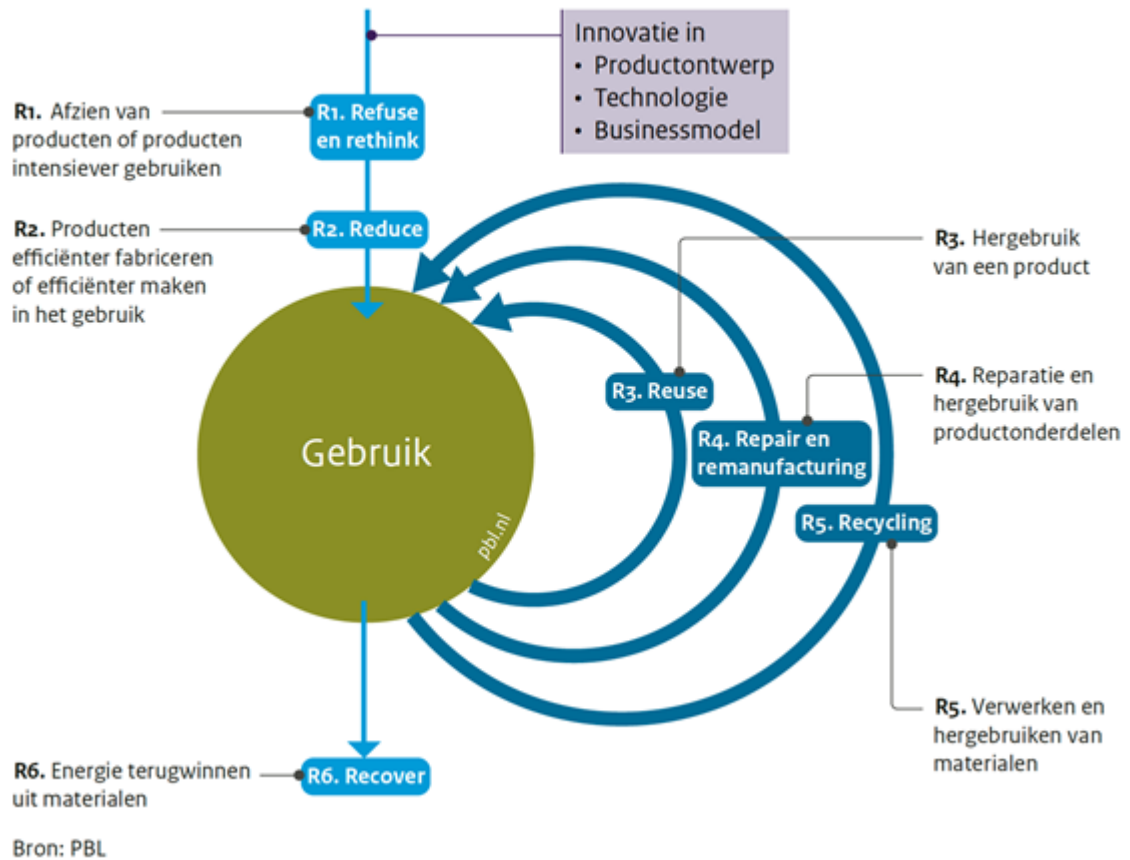 Innovatie in
• Productontwerp
• Technologie
• Businessmodel
R1. Afzien van
producten of producten
intensiever gebruiken
R1. Refuse
en rethink
R2. Producten
efficiënter fabriceren
of efficiënter maken
in het gebruik
R2. Reduce
R3. Hergebruik
van een product
R3. Reuse
R4. Reparatie en
hergebruik van
productonderdelen
R4. Repair en
remanufacturing
Gebruik
pbl.nl
R5. Recycling
R5. Verwerken en
hergebruiken van
materialen
R6. Energie terugwinnen
uit materialen
R6. Recover
Bron: PBL